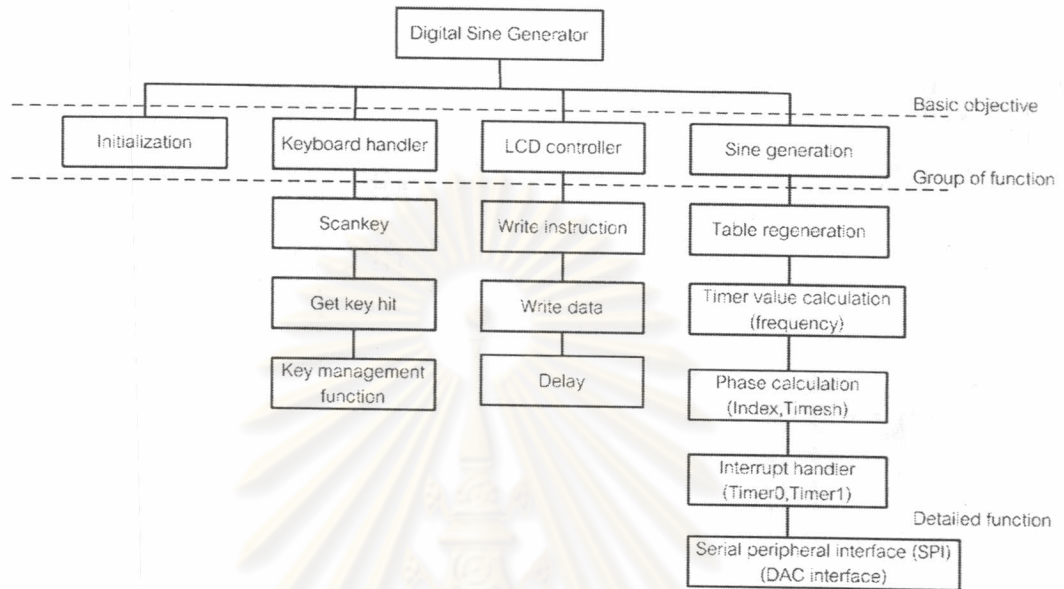 Digital Sine Generator
Basic objective
Initialization
Keyboard handler
LCD controller
Sine generation
Group of function
Scankey
Write instruction
Table regeneration
Get key hit
Write data
Timer value calculation
(frequency)
Key management
function
Delay
Phase calculation
(Index,Timesh)
Interrupt handler
(Timer0,Timer1)
Detailed function
Serial peripheral interface (SPI)
(DAC interface)